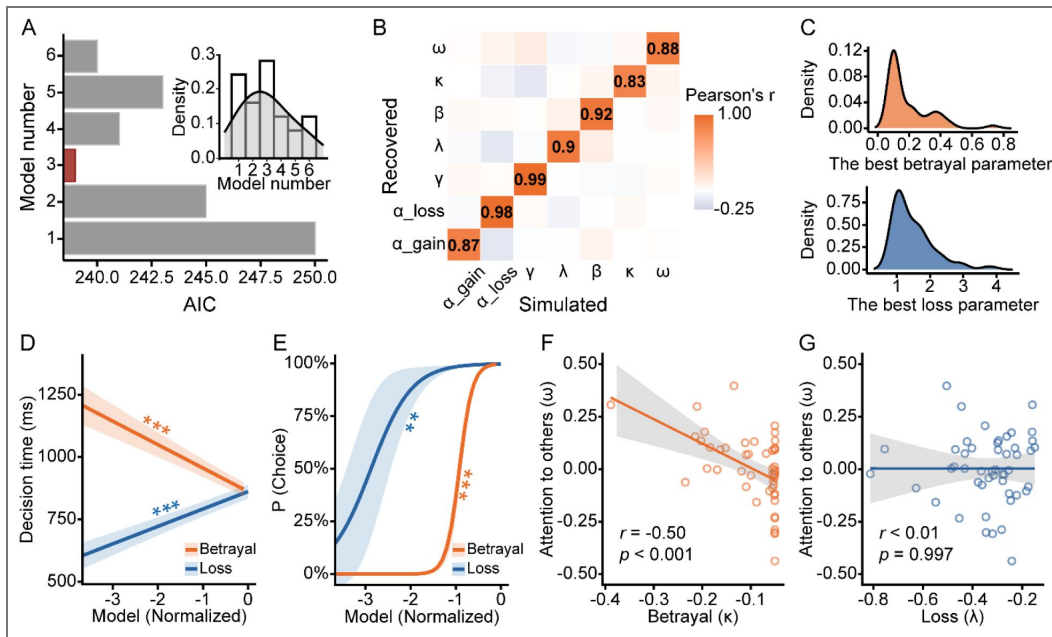 A
Model number
6
5
4
3
2
1
240.0 242.5 245.0 247.5 250.0
AIC
Density
0.3
0.2
0.1
0.0
1 2 3 4 5 6
Model number
B
Recovered
ω
κ
β
λ
γ
α_loss
α_gain
0.88
0.83
0.92
0.9
0.99
0.98
0.87
α_gain α_loss γ λ β κ ω
Simulated
Pearson's r
1.00
-0.25
C
Density
0.12
0.08
0.04
0.00
0.0 0.2 0.4 0.6 0.8
The best betrayal parameter
Density
0.75
0.50
0.25
0.00
1 2 3 4
The best loss parameter
D
Decision time (ms)
1250
1000
750
500
***
***
Betrayal
Loss
-3 -2 -1 0
Model (Normalized)
E
P (Choice)
100%
75%
50%
25%
0%
**
***
Betrayal
Loss
-3 -2 -1 0
Model (Normalized)
F
Attention to others (ω)
0.50
0.25
0.00
-0.25
-0.50
r = -0.50
p < 0.001
-0.4 -0.3 -0.2 -0.1
Betrayal (κ)
G
Attention to others (ω)
0.50
0.25
0.00
-0.25
-0.50
r < 0.01
p = 0.997
-0.8 -0.6 -0.4 -0.2
Loss (λ)